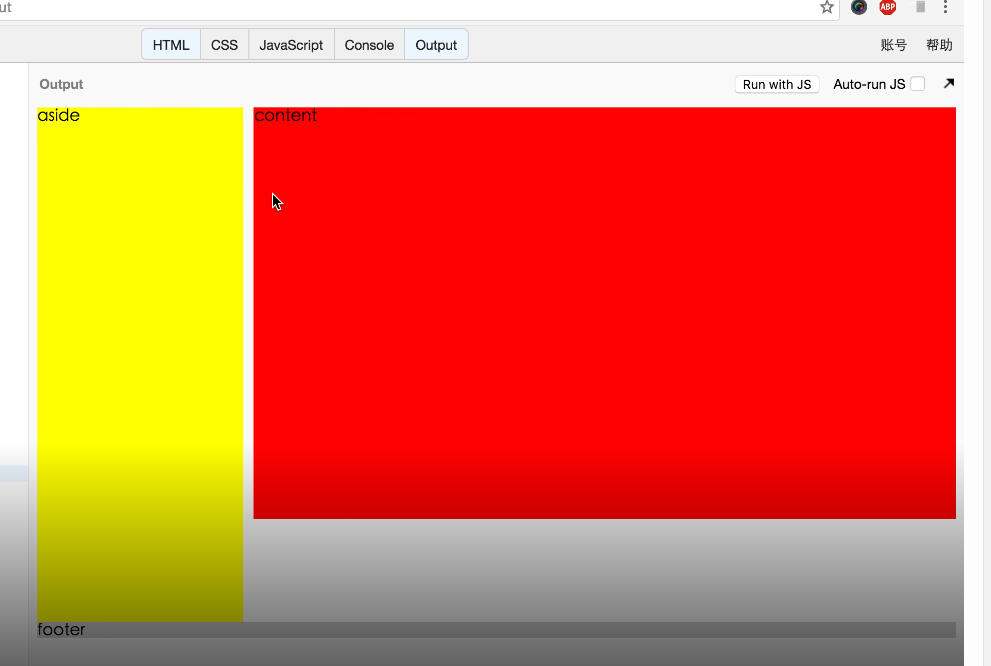 ut
ABP
HTML CSS JavaScript Console Output 账号 帮助
Output Run with JS Auto-run JS
aside content
footer